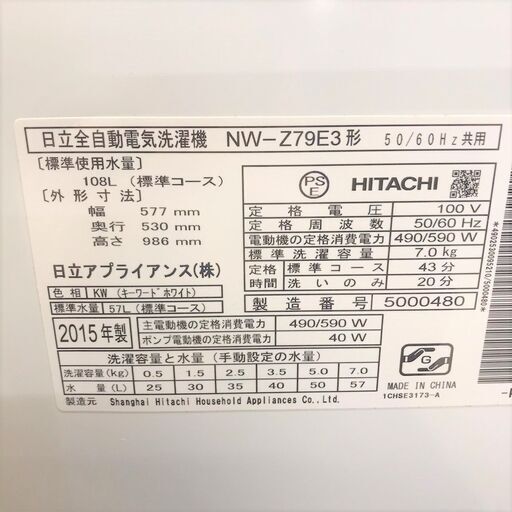 日立全自動電気洗濯機 NW-Z79E3形 50/60Hz共用
〔標準使用水量〕
108L (標準コース)
〔外形寸法〕
幅 577 mm
奥行 530 mm
高さ 986 mm
日立アプライアンス(株)
色相 KW (キーワードホワイト)
標準水量 57L (標準コース)
PS E HITACHI
定格電圧 100 V
定格周波数 50/60 Hz
電動機の定格消費電力 490/590 W
標準洗濯容量 7.0 kg
定格時間 標準コース 43分
洗いのみ 20分
製造番号 5000480
2015年製
主電動機の定格消費電力 490/590 W
ポンプ電動機の定格消費電力 40 W
洗濯容量と水量 (手動設定の水量)
洗濯容量(kg) 0.5 1.5 2.5 3.5 5.0 7.0
水量(L) 25 30 35 40 50 57
製造元 Shanghai Hitachi Household Appliances Co.,Ltd.
G
MADE IN CHINA
1CHSE3173-A